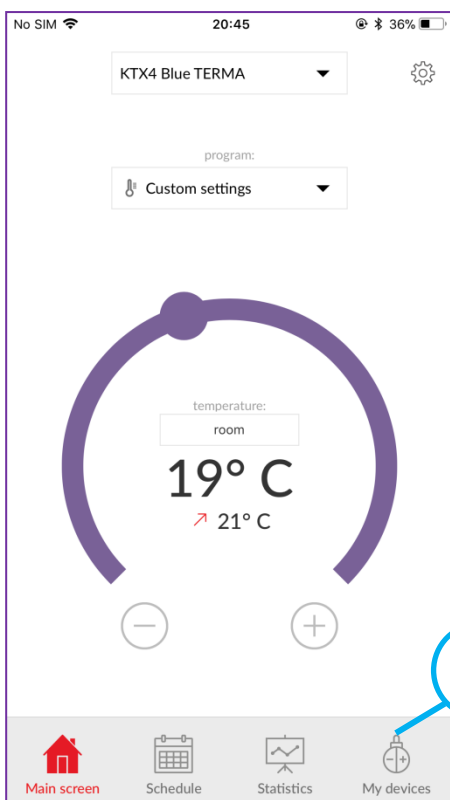 No SIM 20:45 36%
KTX4 Blue TERMA
program:
Custom settings
temperature:
room
19° C
21° C
Main screen Schedule Statistics My devices